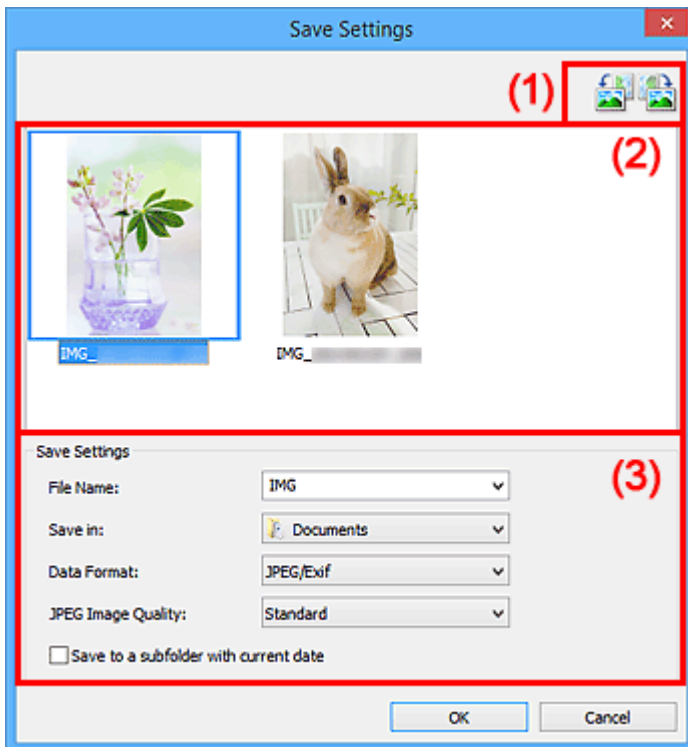 Save Settings
(1)
(2)
IMG_
IMG_
Save Settings
(3)
File Name: IMG
Save in: Documents
Data Format: JPEG/Exif
JPEG Image Quality: Standard
Save to a subfolder with current date
OK Cancel